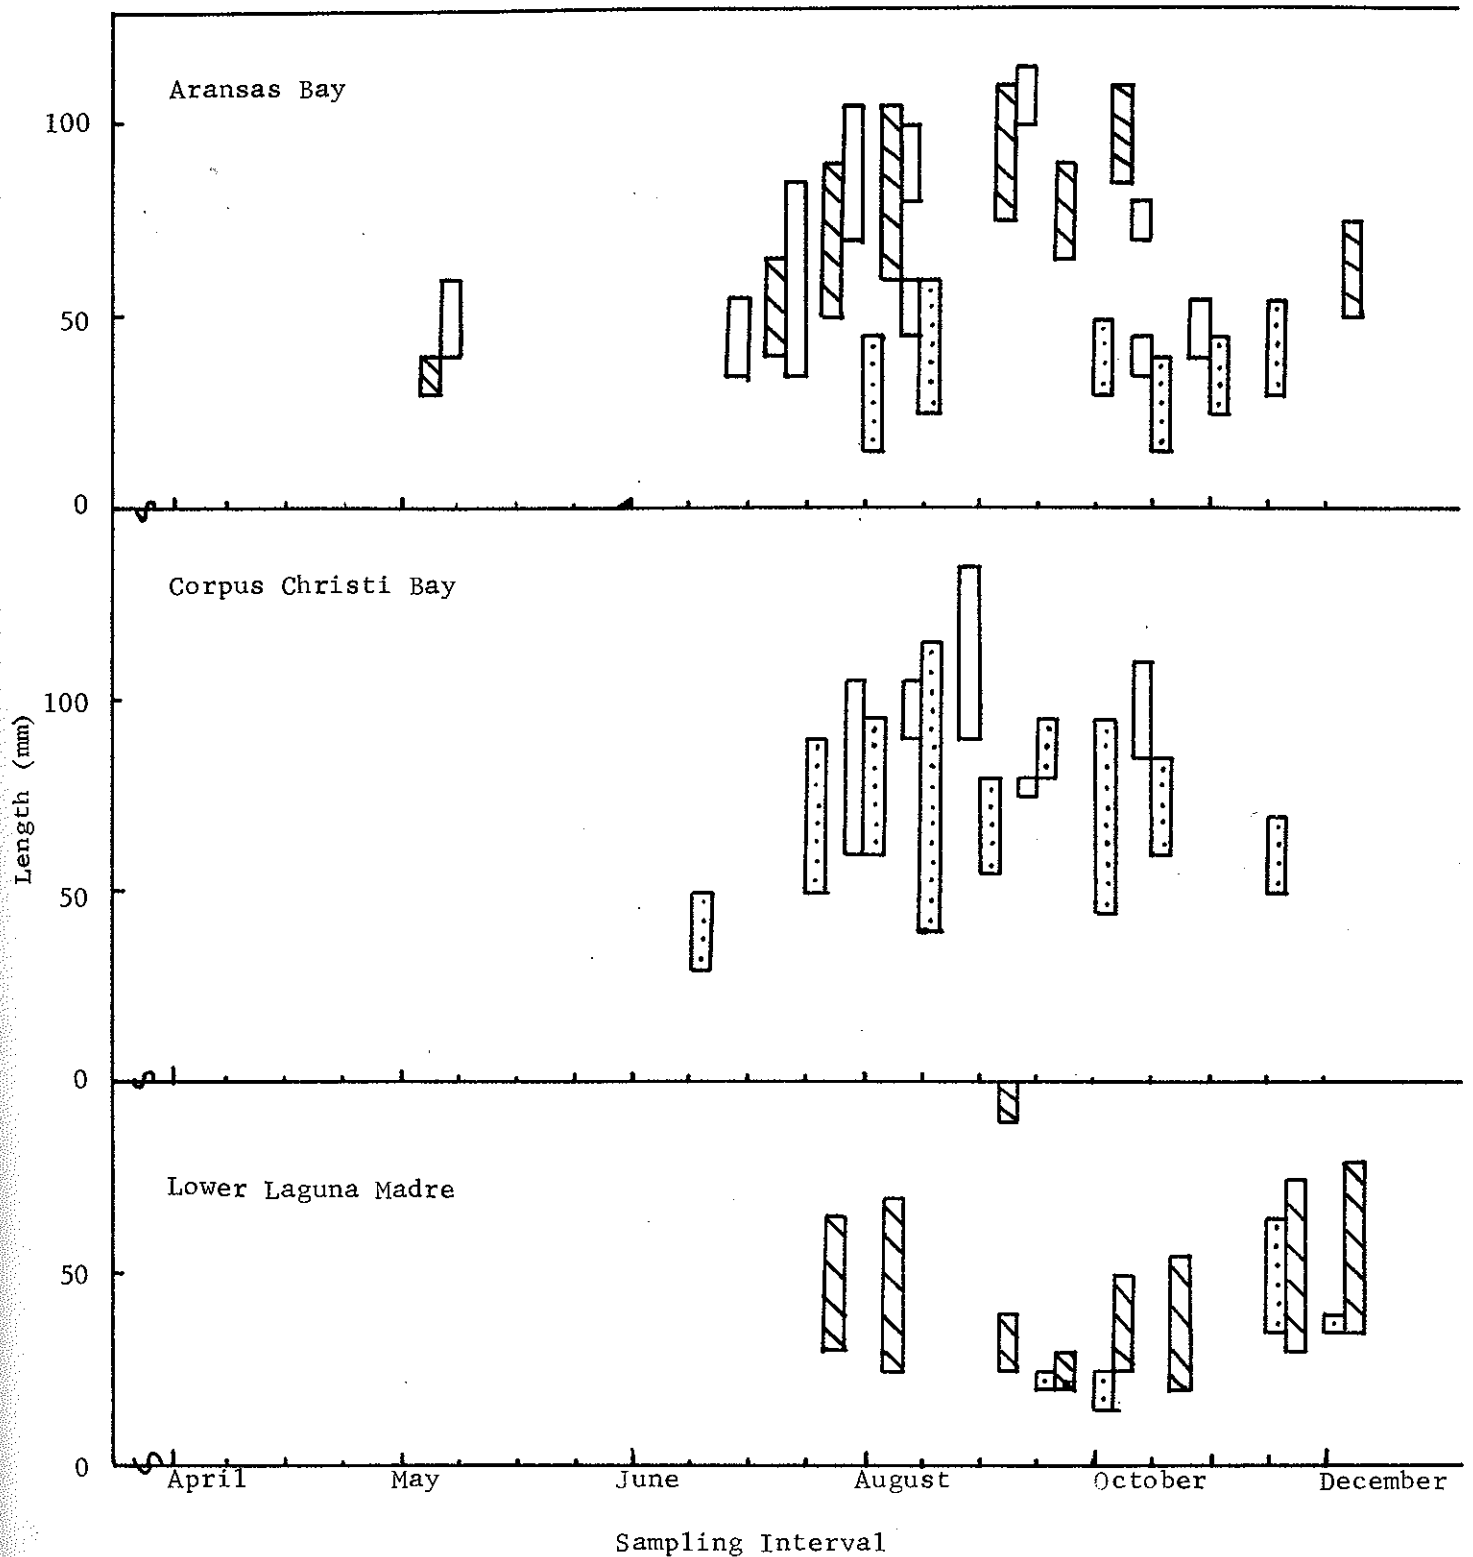 Aransas Bay
100
50
0
Corpus Christi Bay
100
50
0
Length (mm)
Lower Laguna Madre
50
0
April May June August October December
Sampling Interval